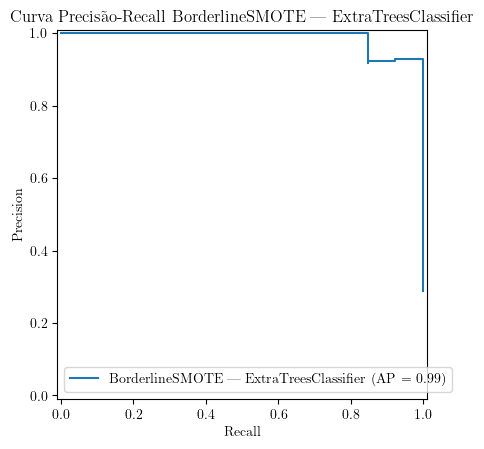 Curva Precisão-Recall BorderlineSMOTE — ExtraTreesClassifier
1.0
0.8
0.6
0.4
0.2
0.0
Precision
BorderlineSMOTE — ExtraTreesClassifier (AP = 0.99)
0.0 0.2 0.4 0.6 0.8 1.0
Recall